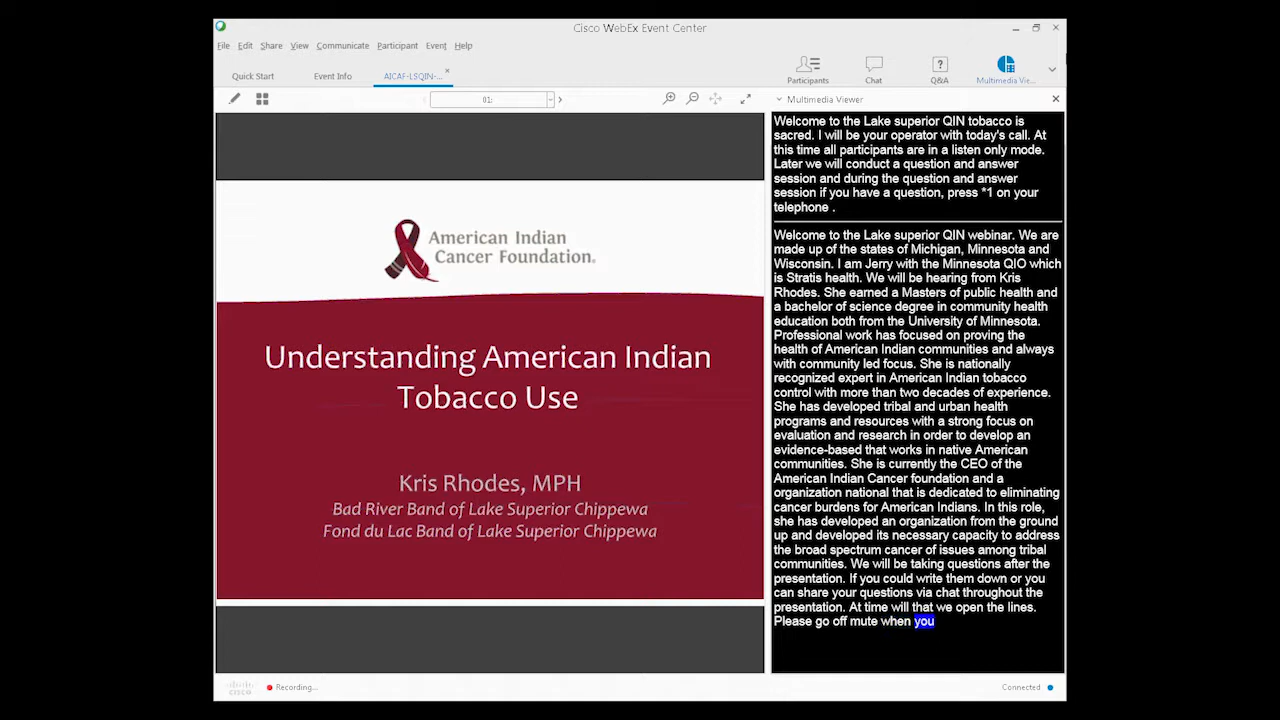 Cisco WebEx Event Center
File Edit Share View Communicate Participant Event Help
Quick Start Event Info AICAF-LSQIN-...
Participants Chat Q&A Multimedia Vie...
01:
Multimedia Viewer
American Indian
Cancer Foundation®
Understanding American Indian
Tobacco Use
Kris Rhodes, MPH
Bad River Band of Lake Superior Chippewa
Fond du Lac Band of Lake Superior Chippewa
Welcome to the Lake superior QIN tobacco is
sacred. I will be your operator with today's call. At
this time all participants are in a listen only mode.
Later we will conduct a question and answer
session and during the question and answer
session if you have a question, press *1 on your
telephone .
Welcome to the Lake superior QIN webinar. We are
made up of the states of Michigan, Minnesota and
Wisconsin. I am Jerry with the Minnesota QIO which
is Stratis health. We will be hearing from Kris
Rhodes. She earned a Masters of public health and
a bachelor of science degree in community health
education both from the University of Minnesota.
Professional work has focused on proving the
health of American Indian communities and always
with community led focus. She is nationally
recognized expert in American Indian tobacco
control with more than two decades of experience.
She has developed tribal and urban health
programs and resources with a strong focus on
evaluation and research in order to develop an
evidence-based that works in native American
communities. She is currently the CEO of the
American Indian Cancer foundation and a
organization national that is dedicated to eliminating
cancer burdens for American Indians. In this role,
she has developed an organization from the ground
up and developed its necessary capacity to address
the broad spectrum cancer of issues among tribal
communities. We will be taking questions after the
presentation. If you could write them down or you
can share your questions via chat throughout the
presentation. At time will that we open the lines.
Please go off mute when you
cisco
Recording...
Connected